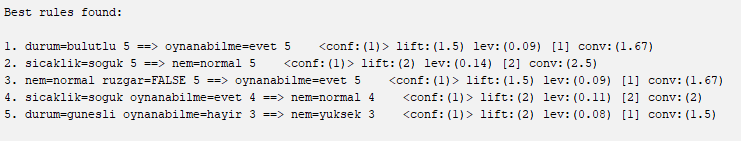 Best rules found:
1. durum=bulutlu 5 ==> oynanabilme=evet 5    <conf:(1)> lift:(1.5) lev:(0.09) [1] conv:(1.67)
2. sicaklik=soguk 5 ==> nem=normal 5    <conf:(1)> lift:(2) lev:(0.14) [2] conv:(2.5)
3. nem=normal ruzgar=FALSE 5 ==> oynanabilme=evet 5    <conf:(1)> lift:(1.5) lev:(0.09) [1] conv:(1.67)
4. sicaklik=soguk oynanabilme=evet 4 ==> nem=normal 4    <conf:(1)> lift:(2) lev:(0.11) [2] conv:(2)
5. durum=gunesli oynanabilme=hayir 3 ==> nem=yuksek 3    <conf:(1)> lift:(2) lev:(0.08) [1] conv:(1.5)